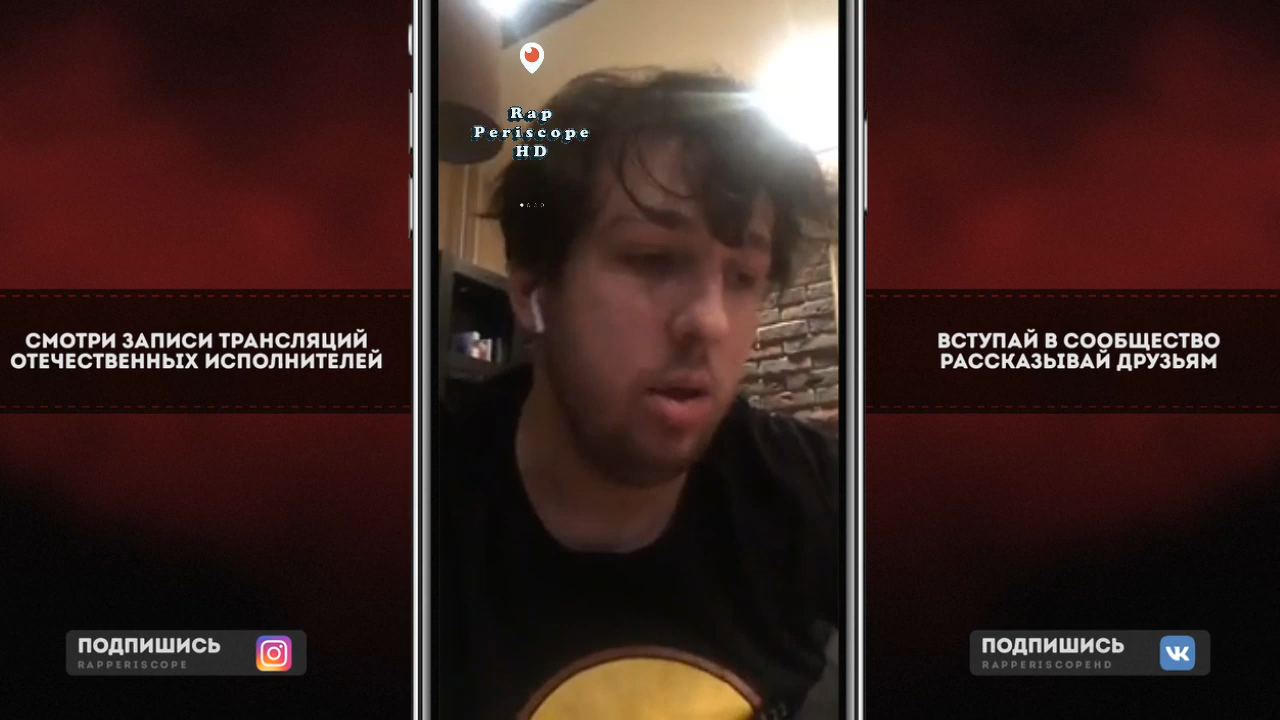 Rap
Periscope
HD
СМОТРИ ЗАПИСИ ТРАНСЛЯЦИЙ
ОТЕЧЕСТВЕННЫХ ИСПОЛНИТЕЛЕЙ
ВСТУПАЙ В СООБЩЕСТВО
РАССКАЗЫВАЙ ДРУЗЬЯМ
ПОДПИШИСЬ
RAPPERISCOPE
ПОДПИШИСЬ
RAPPERISCOPEHD